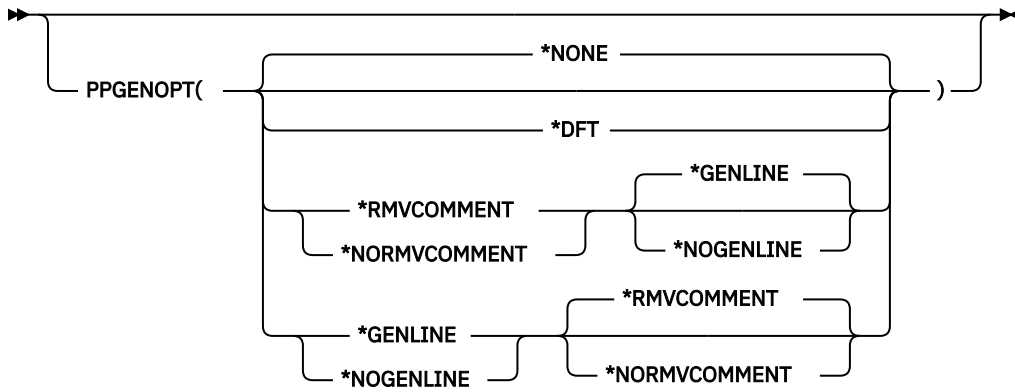 *NONE
PPGENOPT( )
*DFT
*GENLINE
*RMVCOMMENT
*NORMVCOMMENT
*NOGENLINE
*RMVCOMMENT
*GENLINE
*NOGENLINE
*NORMVCOMMENT